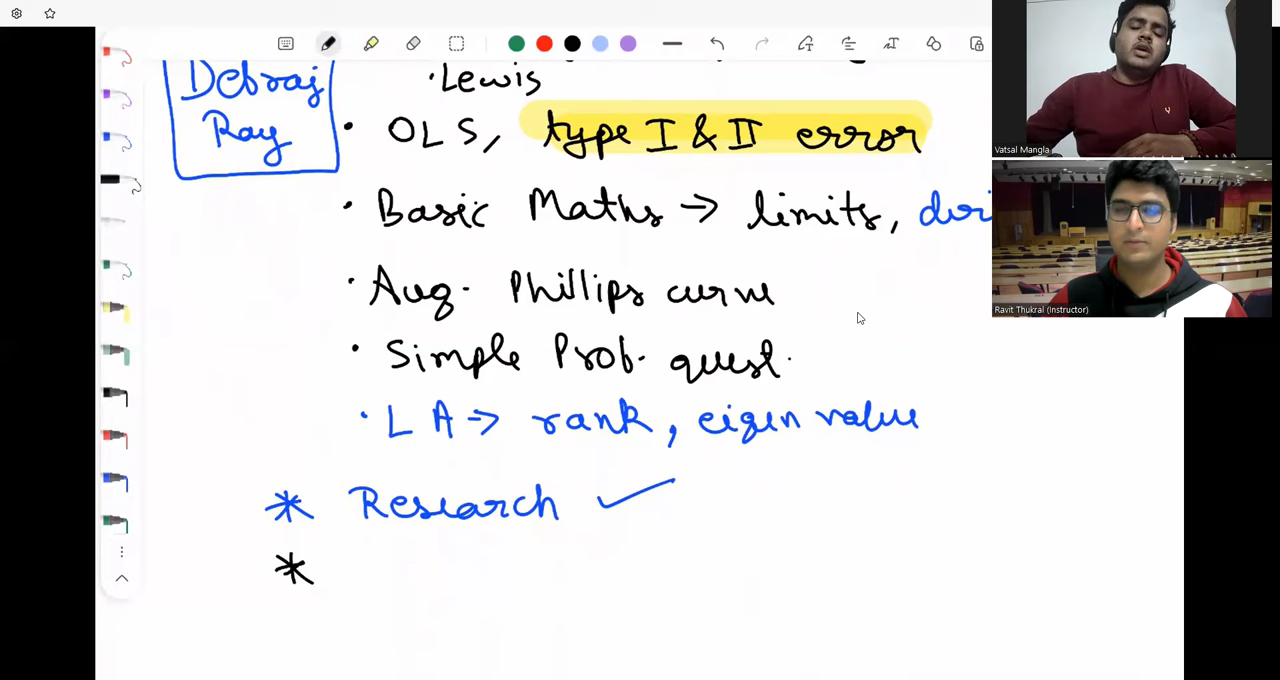 Debraj
Ray
·Lewis
• OLS, type I & II error
• Basic Maths → limits,
• Aug. Phillips curve
• Simple Prob. quest.
• LA → rank, eigen value
* Research ✓
*
Vatsal Mangla
Ravit Thukral (Instructor)